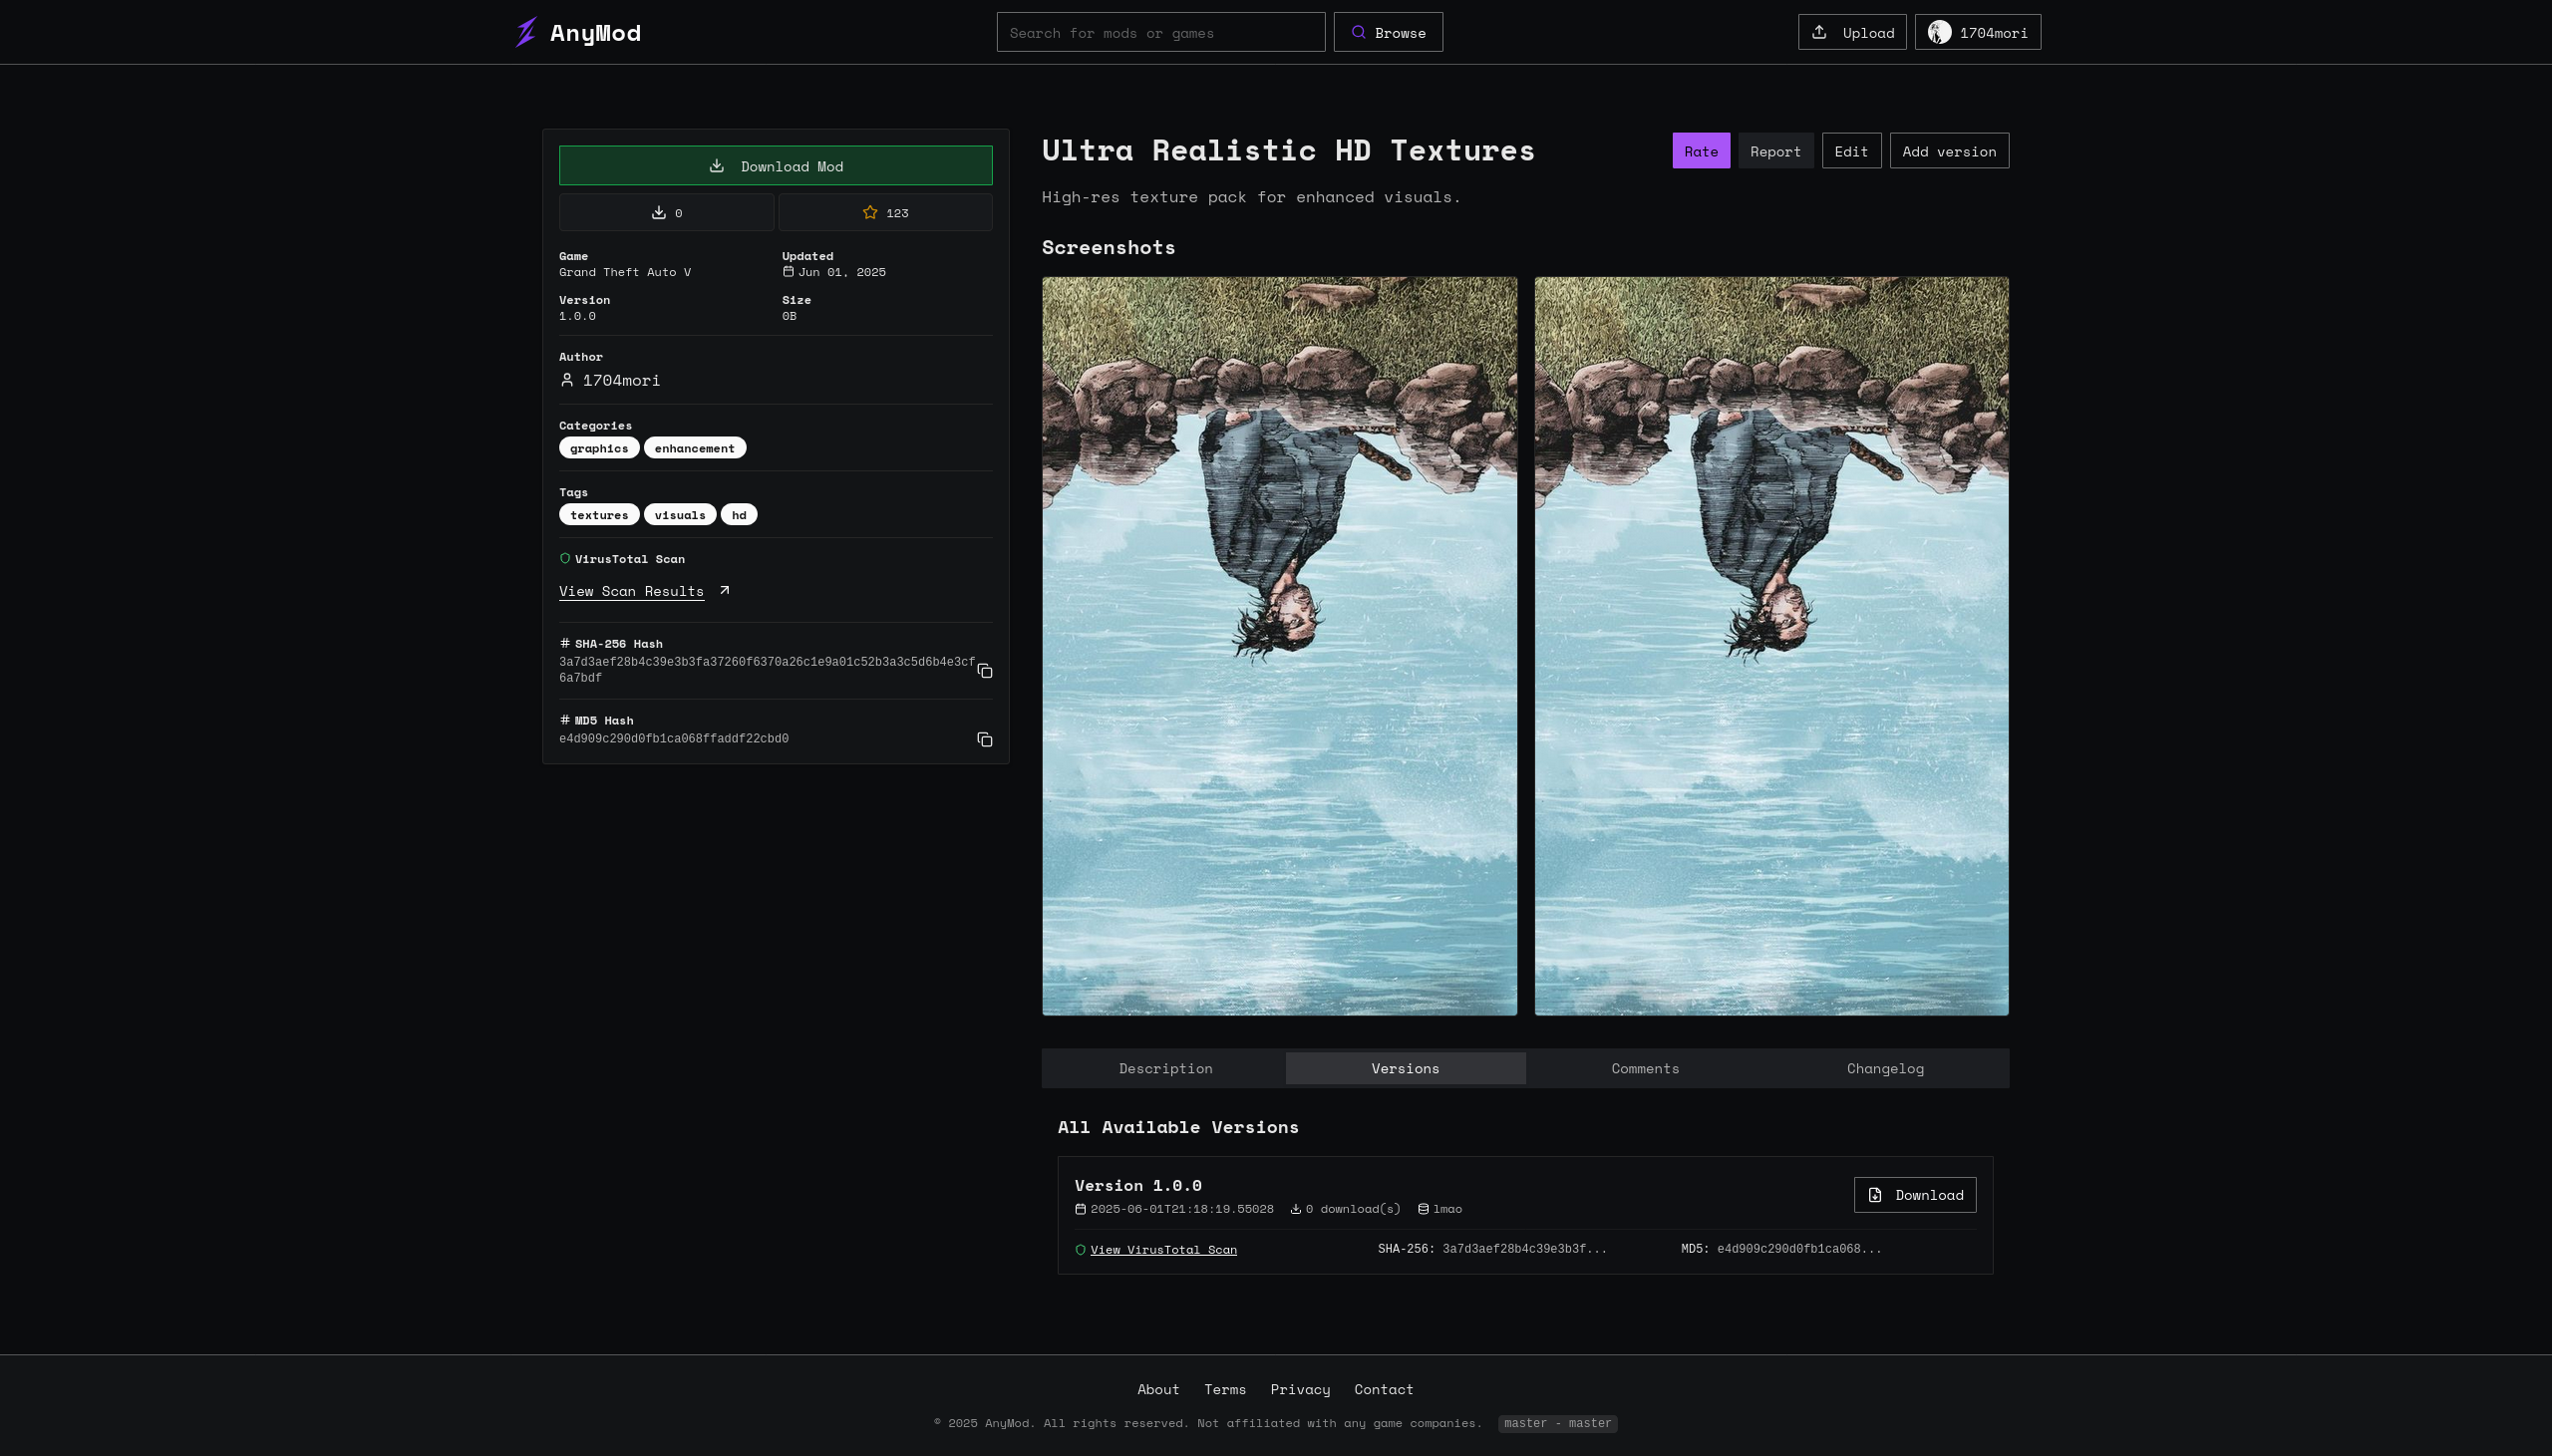 AnyMod
Search for mods or games
Browse
Upload
1704mori
Download Mod
0
123
Game
Grand Theft Auto V
Updated
Jun 01, 2025
Version
1.0.0
Size
0B
Author
1704mori
Categories
graphics enhancement
Tags
textures visuals hd
VirusTotal Scan
View Scan Results
SHA-256 Hash
3a7d3aef28b4c39e3b3fa37260f6370a26c1e9a01c52b3a3c5d6b4e3cf
6a7bdf
MD5 Hash
e4d909c290d0fb1ca068ffaddf22cbd0
Ultra Realistic HD Textures
Rate
Report
Edit
Add version
High-res texture pack for enhanced visuals.
Screenshots
Description
Versions
Comments
Changelog
All Available Versions
Version 1.0.0
2025-06-01T21:18:19.55028 0 download(s) lmao
Download
View VirusTotal Scan
SHA-256: 3a7d3aef28b4c39e3b3f...
MD5: e4d909c290d0fb1ca068...
About Terms Privacy Contact
© 2025 AnyMod. All rights reserved. Not affiliated with any game companies. master - master